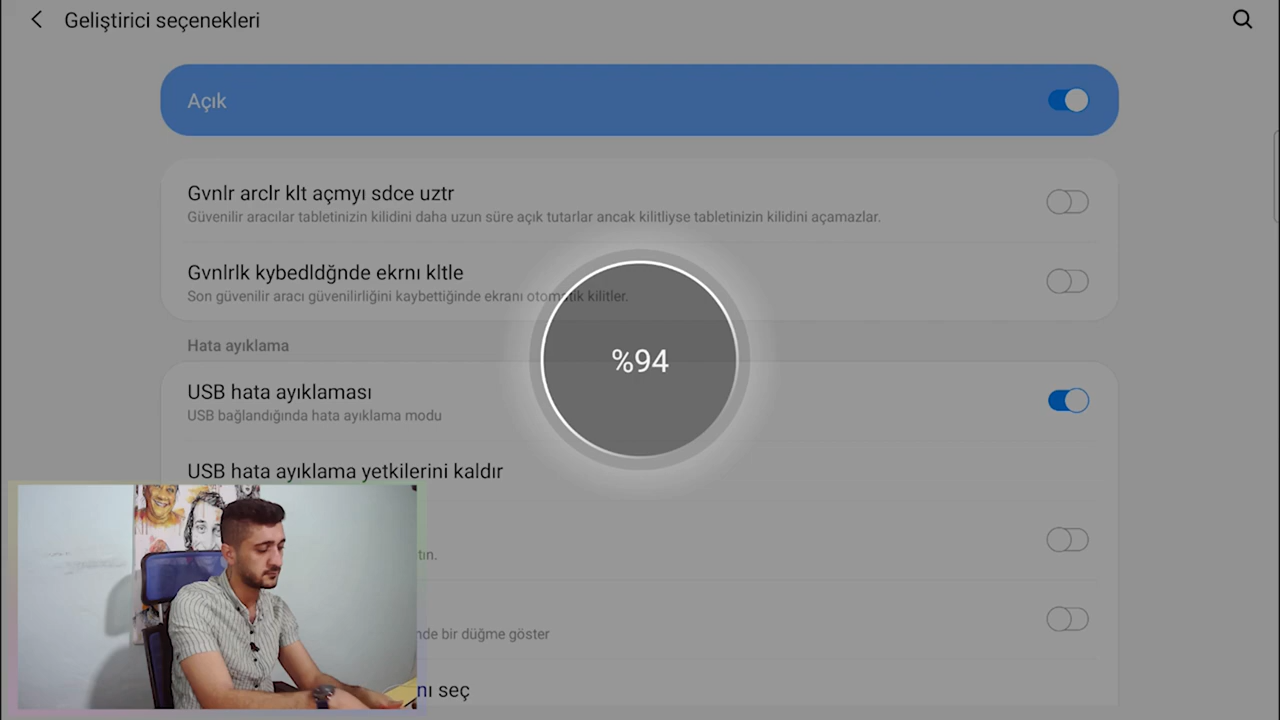 Geliştirici seçenekleri
Açık
Gvnlr arclr klt açmyı sdce uztr
Güvenilir aracılar tabletinizin kilidini daha uzun süre açık tutarlar ancak kilitliyse tabletinizin kilidini açamazlar.
Gvnlrlk kybedldğnde ekrnı kltle
Son güvenilir aracı güvenilirliğini kaybettiğinde ekranı otomatik kilitler.
%94
Hata ayıklama
USB hata ayıklaması
USB bağlandığında hata ayıklama modu
USB hata ayıklama yetkilerini kaldır
tın.
nde bir düğme göster
nı seç